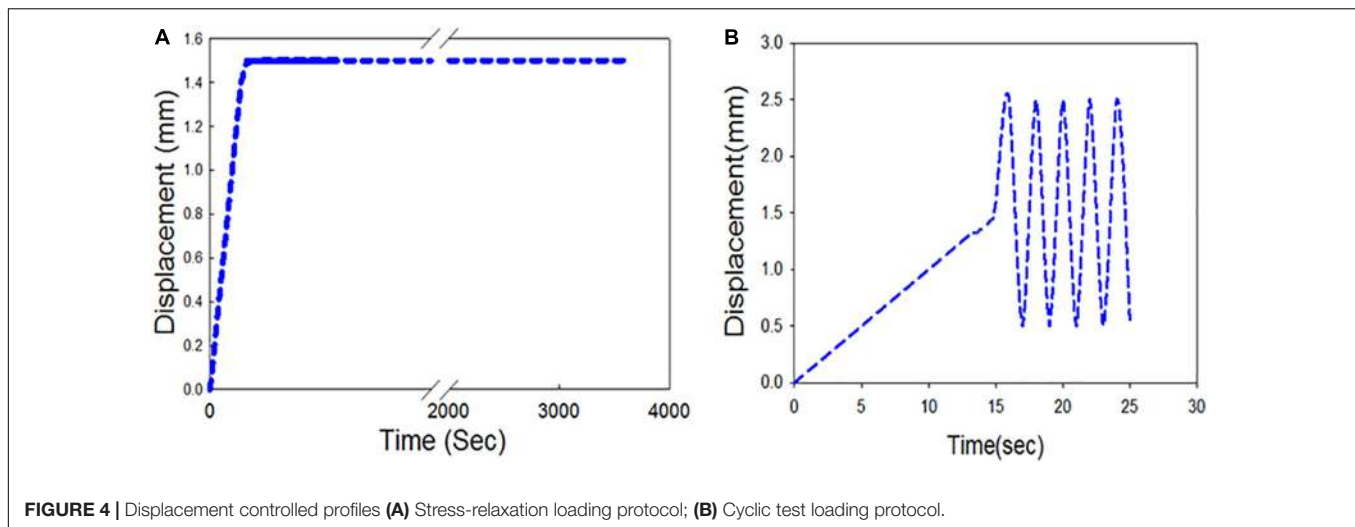 A
1.6
1.4
1.2
1.0
0.8
0.6
0.4
0.2
0.0
Displacement (mm)
0 2000 3000 4000
Time (Sec)
B
3.0
2.5
2.0
1.5
1.0
0.5
0.0
Displacement(mm)
0 5 10 15 20 25 30
Time(sec)
FIGURE 4 | Displacement controlled profiles (A) Stress-relaxation loading protocol; (B) Cyclic test loading protocol.